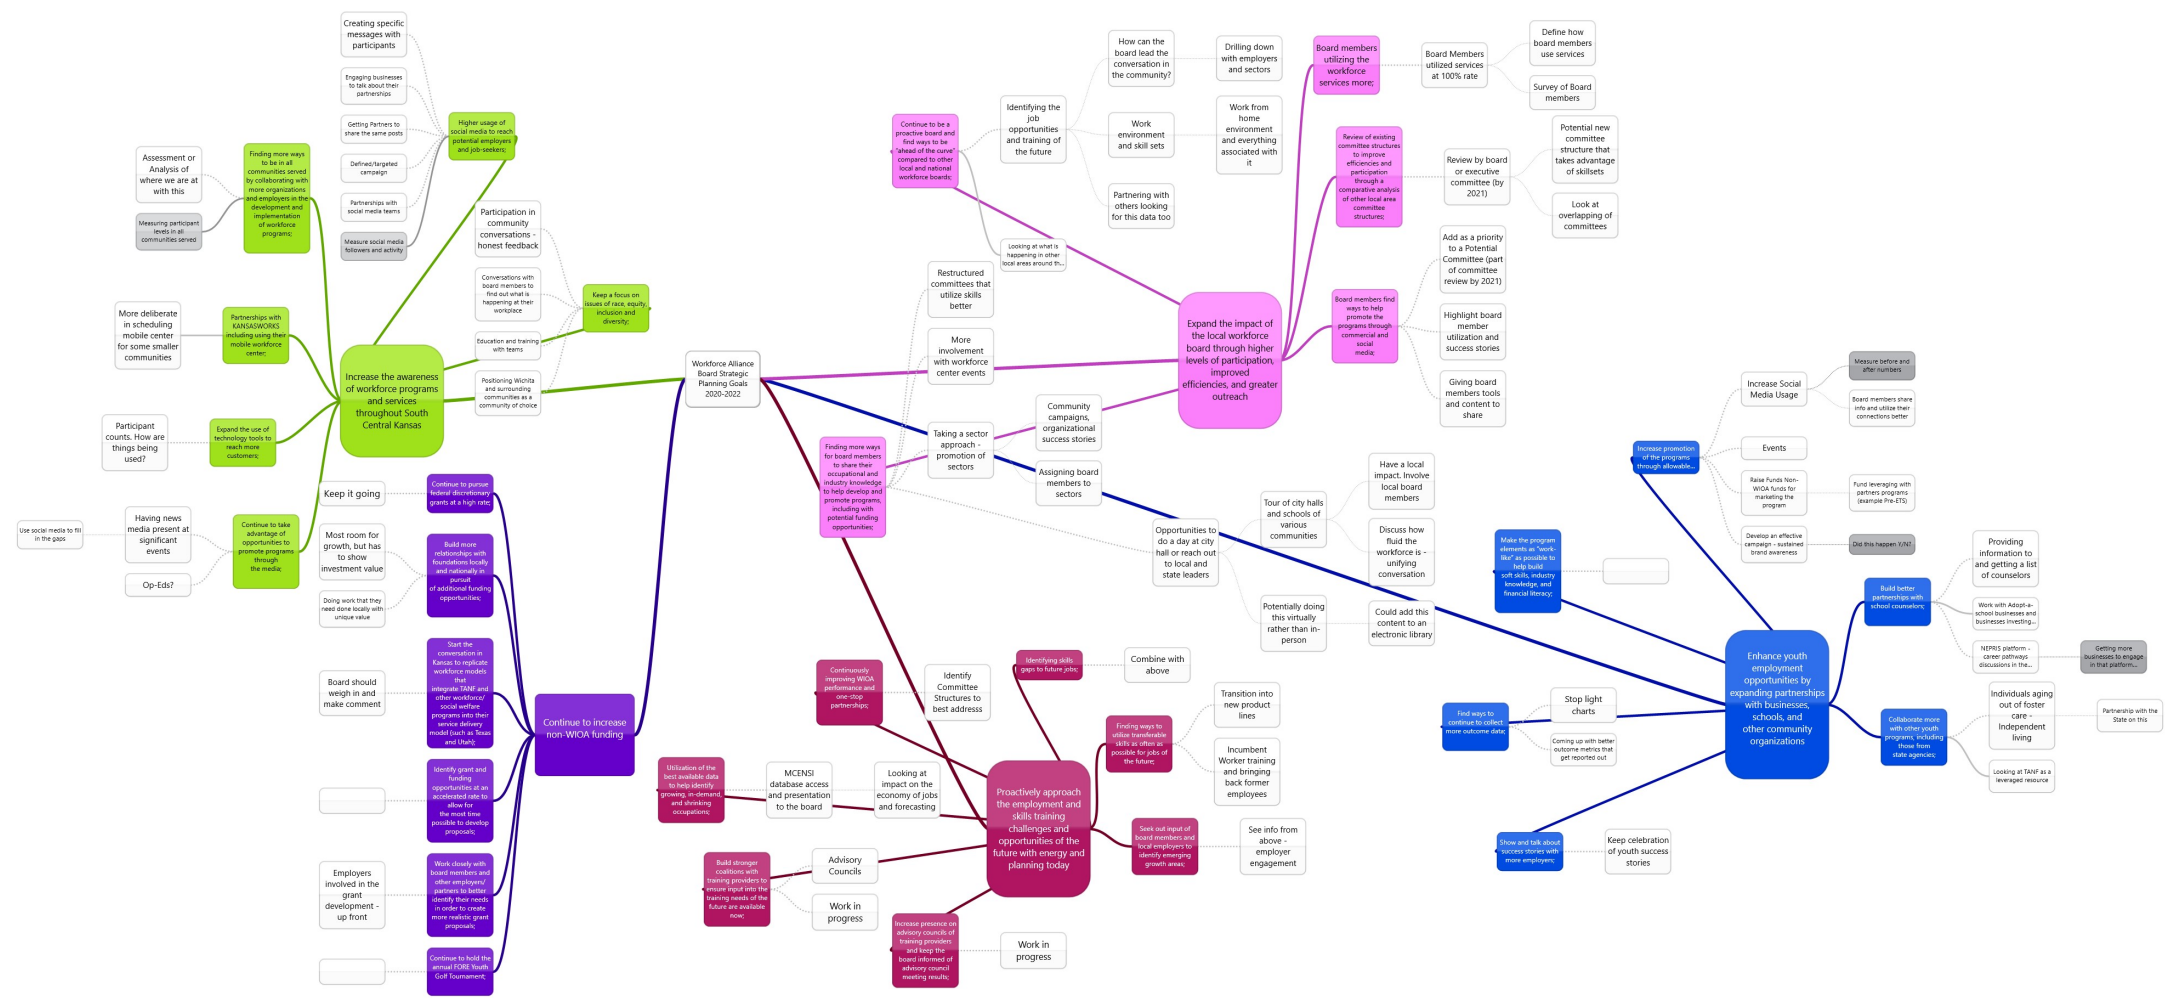 Workforce Alliance
Board Strategic
Planning Goals
2020-2022
Increase the awareness
of workforce programs
and services
throughout South
Central Kansas
Higher usage of
social media to reach
potential employers
and job-seekers;
Creating specific
messages with
participants
Engaging businesses
to talk about their
partnerships
Getting Partners to
share the same posts
Defined/targeted
campaign
Partnerships with
social media teams
Measure social media
followers and activity
Finding more ways
to be in all
communities served
by collaborating with
more organizations
and employers in the
development and
implementation
of workforce
programs;
Assessment or
Analysis of
where we are at
with this
Measuring participant
levels in all
communities served
Keep a focus on
issues of race, equity,
inclusion and
diversity;
Participation in
community
conversations -
honest feedback
Conversations with
board members to
find out what is
happening at their
workplace
Education and training
with teams
Positioning Wichita
and surrounding
communities as a
community of choice
Partnerships with
KANSASWORKS
including using their
mobile workforce
center;
More deliberate
in scheduling
mobile center
for some smaller
communities
Expand the use of
technology tools to
reach more
customers;
Participant
counts. How are
things being
used?
Continue to take
advantage of
opportunities to
promote programs
through
the media;
Having news
media present at
significant
events
Use social media to fill
in the gaps
Op-Eds?
Continue to increase
non-WIOA funding
Continue to pursue
federal discretionary
grants at a high rate;
Keep it going
Build more
relationships with
foundations locally
and nationally in
pursuit
of additional funding
opportunities;
Most room for
growth, but has
to show
investment value
Doing work that they
need done locally with
unique value
Start the
conversation in
Kansas to replicate
workforce models
that
integrate TANF and
other workforce/
social welfare
programs into their
service delivery
model (such as Texas
and Utah);
Board should
weigh in and
make comment
Identify grant and
funding
opportunities at an
accelerated rate to
allow for
the most time
possible to develop
proposals;
Work closely with
board members and
other employers/
partners to better
identify their needs
in order to create
more realistic grant
proposals;
Employers
involved in the
grant
development -
up front
Continue to hold the
annual FORE Youth
Golf Tournament;
Expand the impact of
the local workforce
board through higher
levels of participation,
improved
efficiencies, and greater
outreach
Continue to be a
proactive board and
find ways to be
"ahead of the curve"
compared to other
local and national
workforce boards;
Identifying the
job
opportunities
and training of
the future
How can the
board lead the
conversation in
the community?
Drilling down
with employers
and sectors
Work
environment
and skill sets
Work from
home
environment
and everything
associated with
it
Partnering with
others looking
for this data too
Looking at what is
happening in other
local areas around th...
Board members
utilizing the
workforce
services more;
Board Members
utilized services
at 100% rate
Define how
board members
use services
Survey of Board
members
Review of existing
committee structures
to improve
efficiencies and
participation
through a
comparative analysis
of other local area
committee
structures;
Review by board
or executive
committee (by
2021)
Potential new
committee
structure that
takes advantage
of skillsets
Look at
overlapping of
committees
Board members find
ways to help
promote the
programs through
commercial and
social
media;
Add as a priority
to a Potential
Committee (part
of committee
review by 2021)
Highlight board
member
utilization and
success stories
Giving board
members tools
and content to
share
Finding more ways
for board members
to share their
occupational and
industry knowledge
to help develop and
promote programs,
including with
potential funding
opportunities;
Restructured
committees that
utilize skills
better
More
involvement
with workforce
center events
Taking a sector
approach -
promotion of
sectors
Community
campaigns,
organizational
success stories
Assigning board
members to
sectors
Opportunities to
do a day at city
hall or reach out
to local and
state leaders
Tour of city halls
and schools of
various
communities
Have a local
impact. Involve
local board
members
Discuss how
fluid the
workforce is -
unifying
conversation
Potentially doing
this virtually
rather than in-
person
Could add this
content to an
electronic library
Proactively approach
the employment and
skills training
challenges and
opportunities of the
future with energy and
planning today
Continuously
improving WIOA
performance and
one-stop
partnerships;
Identify
Committee
Structures to
best addresss
Identifying skills
gaps to future jobs;
Combine with
above
Finding ways to
utilize transferable
skills as often as
possible for jobs of
the future;
Transition into
new product
lines
Incumbent
Worker training
and bringing
back former
employees
Utilization of the
best available data
to help identify
growing, in-demand,
and shrinking
occupations;
MCENSI
database access
and presentation
to the board
Looking at
impact on the
economy of jobs
and forecasting
Seek out input of
board members and
local employers to
identify emerging
growth areas;
See info from
above -
employer
engagement
Build stronger
coalitions with
training providers to
ensure input into the
training needs of the
future are available
now;
Advisory
Councils
Work in
progress
Increase presence on
advisory councils of
training providers
and keep the
board informed of
advisory council
meeting results;
Work in
progress
Enhance youth
employment
opportunities by
expanding partnerships
with businesses,
schools, and
other community
organizations
Increase promotion
of the programs
through allowable...
Increase Social
Media Usage
Measure before and
after numbers
Board members share
info and utilize their
connections better
Events
Raise Funds Non-
WIOA funds for
marketing the
program
Fund leveraging with
partners programs
(example Pre-ETS)
Develop an effective
campaign - sustained
brand awareness
Did this happen Y/N?
Make the program
elements as "work-
like" as possible to
help build
soft skills, industry
knowledge, and
financial literacy;
Build better
partnerships with
school counselors;
Providing
information to
and getting a list
of counselors
Work with Adopt-a-
school businesses and
businesses investing...
NEPRIS platform -
career pathways
discussions in the...
Getting more
businesses to engage
in that platform...
Find ways to
continue to collect
more outcome data;
Stop light
charts
Coming up with better
outcome metrics that
get reported out
Collaborate more
with other youth
programs, including
those from
state agencies;
Individuals aging
out of foster
care -
Independent
living
Partnership with the
State on this
Looking at TANF as a
leveraged resource
Show and talk about
success stories with
more employers;
Keep celebration
of youth success
stories